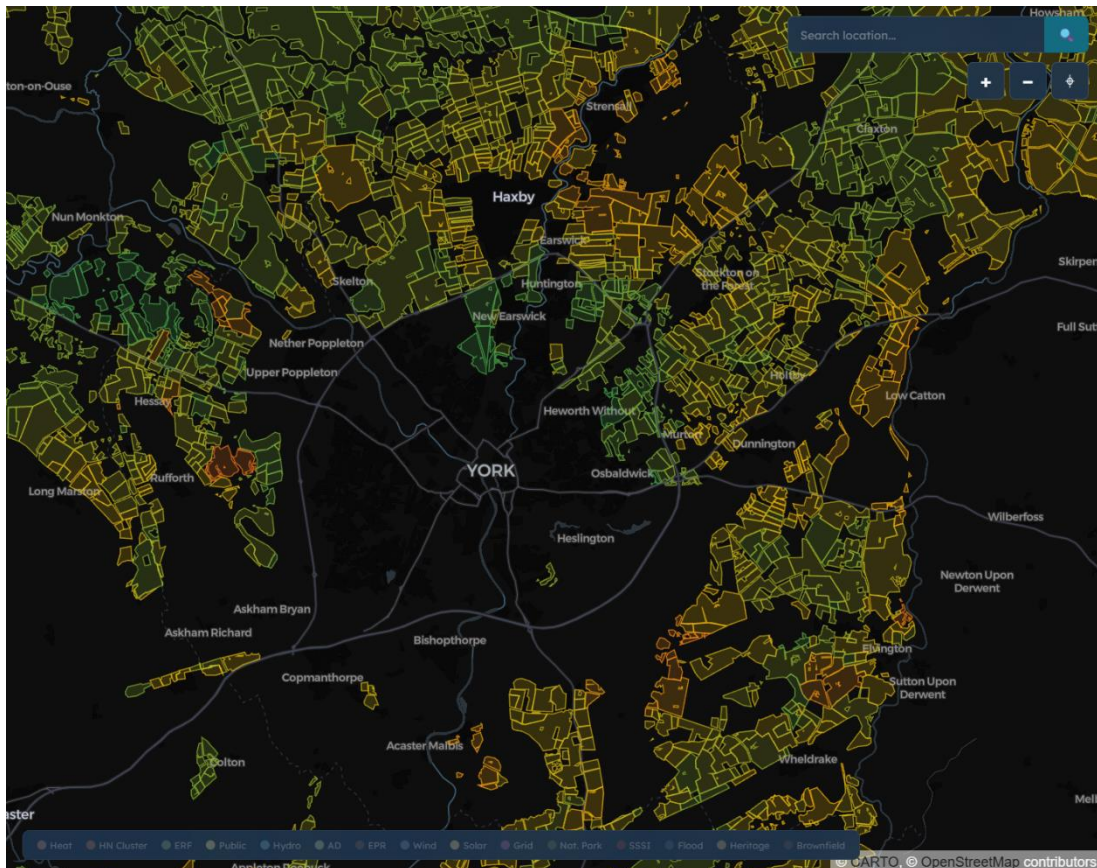 Howsham
Search location...
+
−
ton-on-Ouse
Strensall
Claxton
Haxby
Nun Monkton
Earswick
Skirpen
Skelton
Stockton on
the Forest
Huntington
New Earswick
Full Sut
Nether Poppleton
Upper Poppleton
Holtby
Hessay
Low Catton
Heworth Without
Murton
Dunnington
YORK
Osbaldwick
Rufforth
Long Marston
Wilberfoss
Heslington
Newton Upon
Derwent
Askham Bryan
Askham Richard
Bishopthorpe
Elvington
Copmanthorpe
Sutton Upon
Derwent
Acaster Malbis
Colton
Wheldrake
Mel
aster
Heat HN Cluster ERF Public Hydro AD EPR Wind Solar Grid Nat. Park SSSI Flood Heritage Brownfield
Appleton Roebuck
© CARTO, © OpenStreetMap contributors